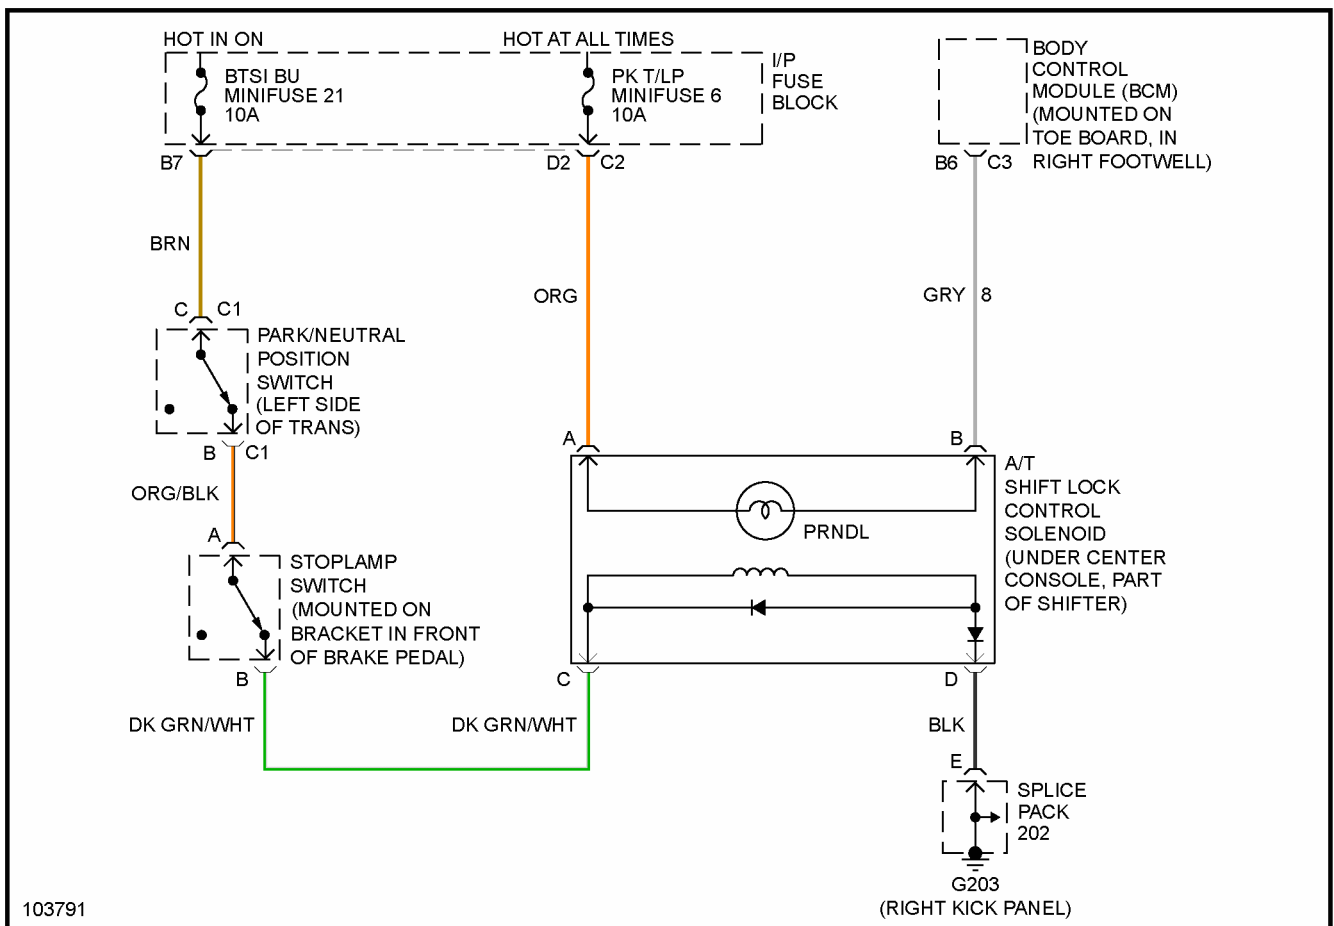 HOT IN ON
HOT AT ALL TIMES
BTSI BU
MINIFUSE 21
10A
PK T/LP
MINIFUSE 6
10A
I/P
FUSE
BLOCK
BODY
CONTROL
MODULE (BCM)
(MOUNTED ON
TOE BOARD, IN
RIGHT FOOTWELL)
B7
D2
C2
B6
C3
BRN
ORG
GRY
8
C
C1
PARK/NEUTRAL
POSITION
SWITCH
(LEFT SIDE
OF TRANS)
B
C1
ORG/BLK
A
STOPLAMP
SWITCH
(MOUNTED ON
BRACKET IN FRONT
OF BRAKE PEDAL)
B
DK GRN/WHT
A
B
PRNDL
A/T
SHIFT LOCK
CONTROL
SOLENOID
(UNDER CENTER
CONSOLE, PART
OF SHIFTER)
C
D
DK GRN/WHT
BLK
E
SPLICE
PACK
202
G203
(RIGHT KICK PANEL)
103791